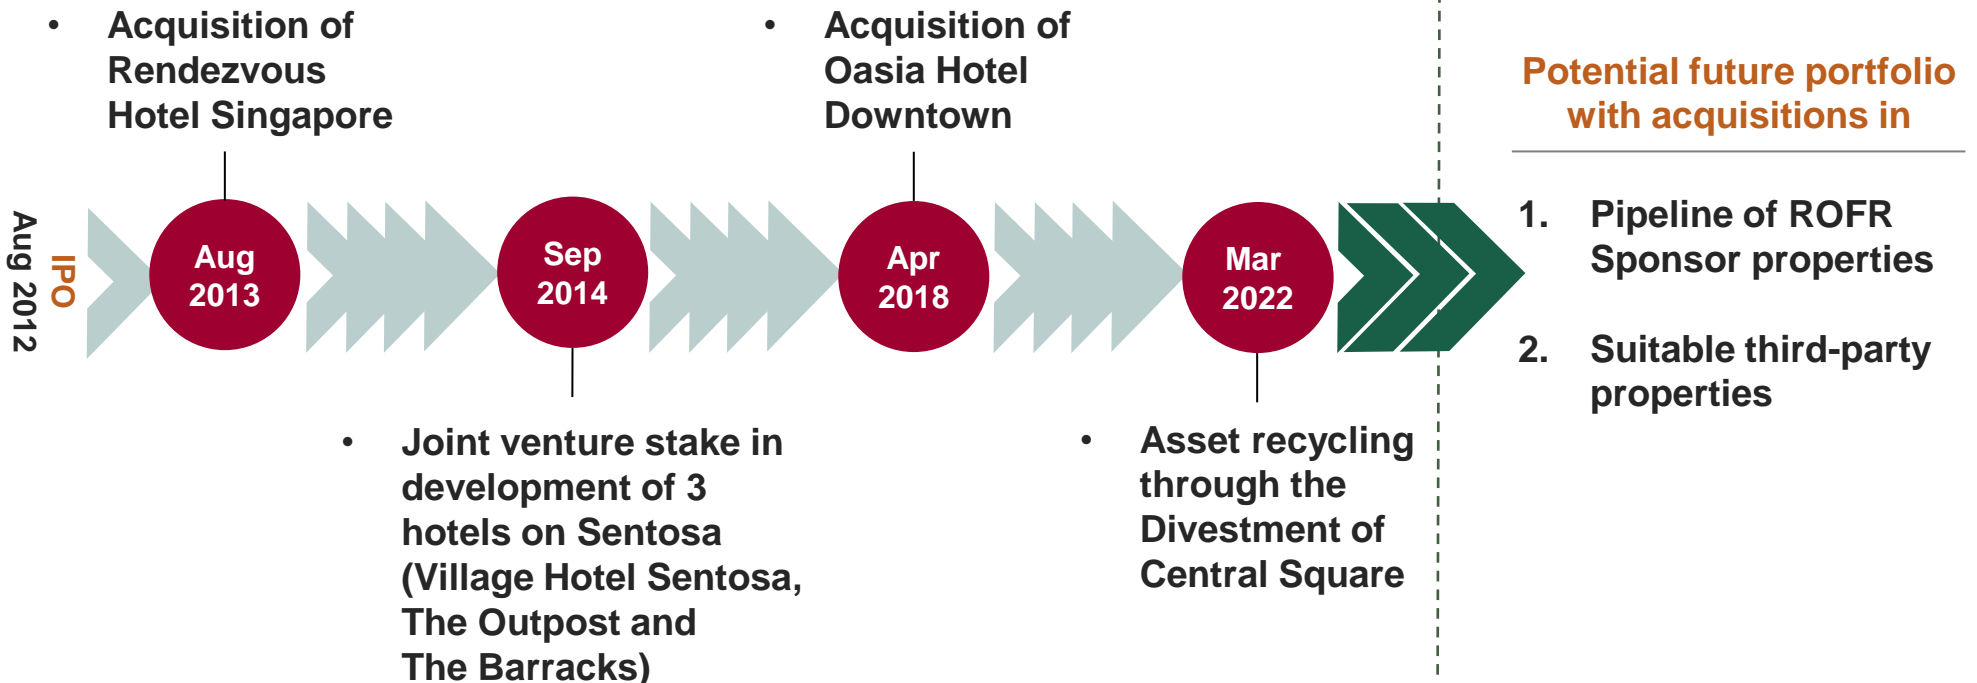 IPO
Aug 2012
• Acquisition of
Rendezvous
Hotel Singapore
Aug
2013
Sep
2014
• Joint venture stake in
development of 3
hotels on Sentosa
(Village Hotel Sentosa,
The Outpost and
The Barracks)
• Acquisition of
Oasia Hotel
Downtown
Apr
2018
Mar
2022
• Asset recycling
through the
Divestment of
Central Square
Potential future portfolio
with acquisitions in
1. Pipeline of ROFR
Sponsor properties
2. Suitable third-party
properties